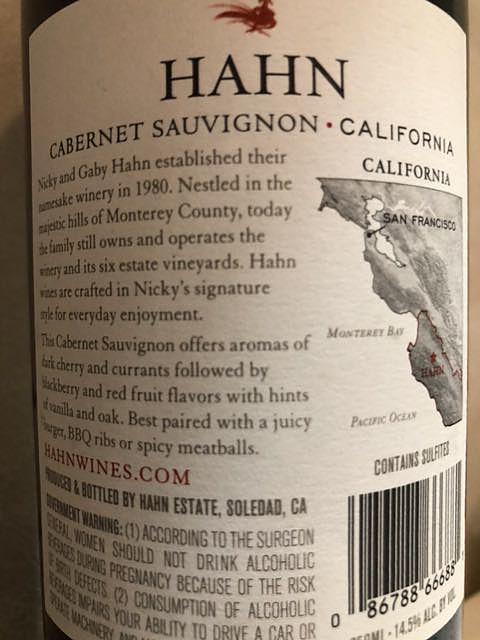 HAHN
CABERNET SAUVIGNON • CALIFORNIA
Nicky and Gaby Hahn established their
namesake winery in 1980. Nestled in the
majestic hills of Monterey County, today
the family still owns and operates the
winery and its six estate vineyards. Hahn
wines are crafted in Nicky's signature
style for everyday enjoyment.
This Cabernet Sauvignon offers aromas of
dark cherry and currants followed by
blackberry and red fruit flavors with hints
of vanilla and oak. Best paired with a juicy
burger, BBQ ribs or spicy meatballs.
HAHNWINES.COM
PRODUCED & BOTTLED BY HAHN ESTATE, SOLEDAD, CA
GOVERNMENT WARNING: (1) ACCORDING TO THE SURGEON
GENERAL, WOMEN SHOULD NOT DRINK ALCOHOLIC
BEVERAGES DURING PREGNANCY BECAUSE OF THE RISK
OF BIRTH DEFECTS. (2) CONSUMPTION OF ALCOHOLIC
BEVERAGES IMPAIRS YOUR ABILITY TO DRIVE A CAR OR
OPERATE MACHINERY, AND
CALIFORNIA
SAN FRANCISCO
MONTEREY BAY
HAHN
PACIFIC OCEAN
CONTAINS SULFITES
0 86788 66688
14.5% ALC. BY VOL.